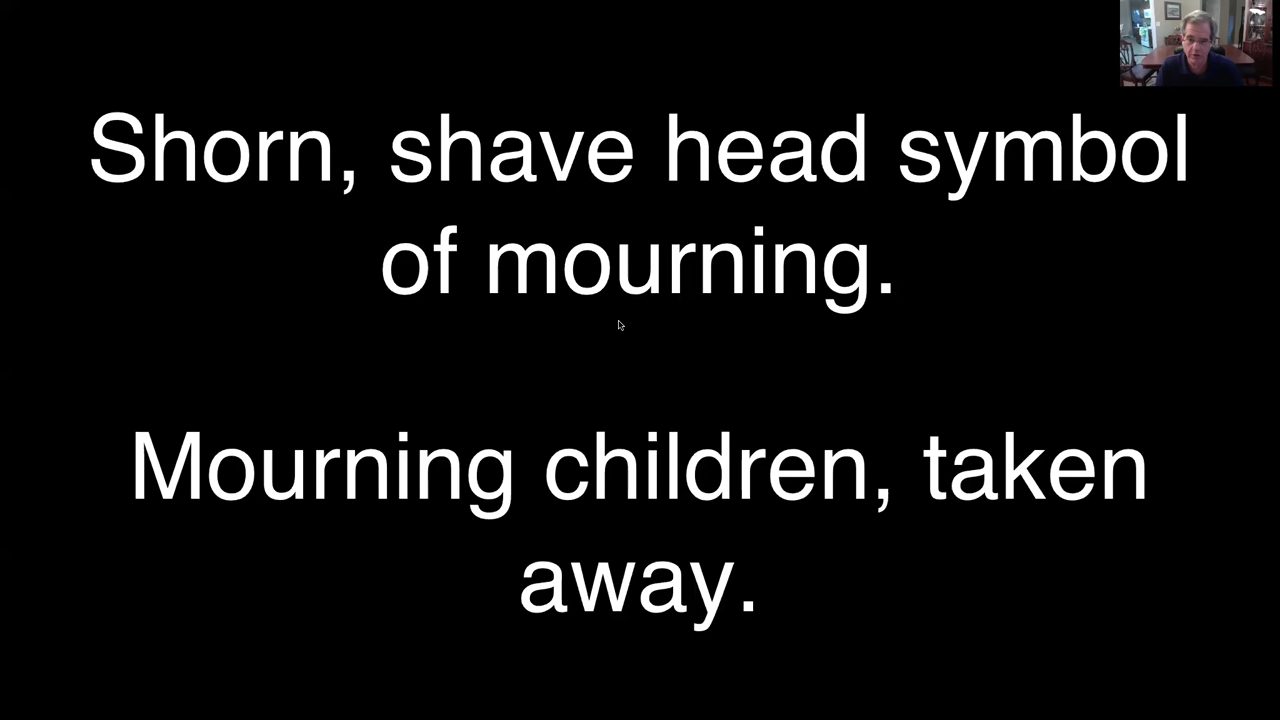 Shorn, shave head symbol
of mourning.
Mourning children, taken
away.